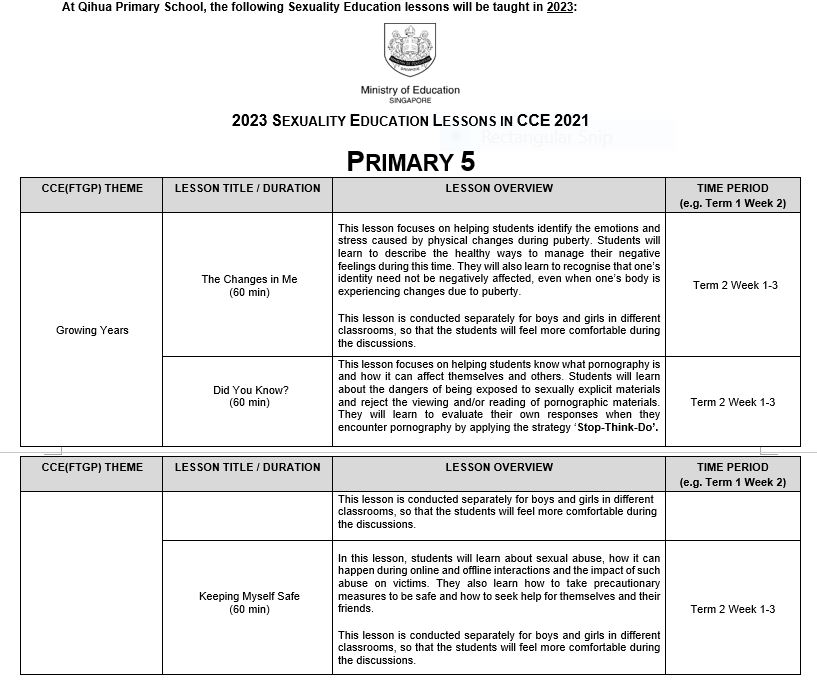 At Qihua Primary School, the following Sexuality Education lessons will be taught in 2023:
Ministry of Education
SINGAPORE
2023 SEXUALITY EDUCATION LESSONS IN CCE 2021
Rectangular Snip
PRIMARY 5
CCE(FTGP) THEME
LESSON TITLE / DURATION
LESSON OVERVIEW
TIME PERIOD
(e.g. Term 1 Week 2)
Growing Years
The Changes in Me
(60 min)
This lesson focuses on helping students identify the emotions and
stress caused by physical changes during puberty. Students will
learn to describe the healthy ways to manage their negative
feelings during this time. They will also learn to recognise that one's
identity need not be negatively affected, even when one's body is
experiencing changes due to puberty.
This lesson is conducted separately for boys and girls in different
classrooms, so that the students will feel more comfortable during
the discussions.
Term 2 Week 1-3
Did You Know?
(60 min)
This lesson focuses on helping students know what pornography is
and how it can affect themselves and others. Students will learn
about the dangers of being exposed to sexually explicit materials
and reject the viewing and/or reading of pornographic materials.
They will learn to evaluate their own responses when they
encounter pornography by applying the strategy 'Stop-Think-Do'.
Term 2 Week 1-3
CCE(FTGP) THEME
LESSON TITLE / DURATION
LESSON OVERVIEW
TIME PERIOD
(e.g. Term 1 Week 2)
This lesson is conducted separately for boys and girls in different
classrooms, so that the students will feel more comfortable during
the discussions.
Keeping Myself Safe
(60 min)
In this lesson, students will learn about sexual abuse, how it can
happen during online and offline interactions and the impact of such
abuse on victims. They also learn how to take precautionary
measures to be safe and how to seek help for themselves and their
friends.
This lesson is conducted separately for boys and girls in different
classrooms, so that the students will feel more comfortable during
the discussions.
Term 2 Week 1-3